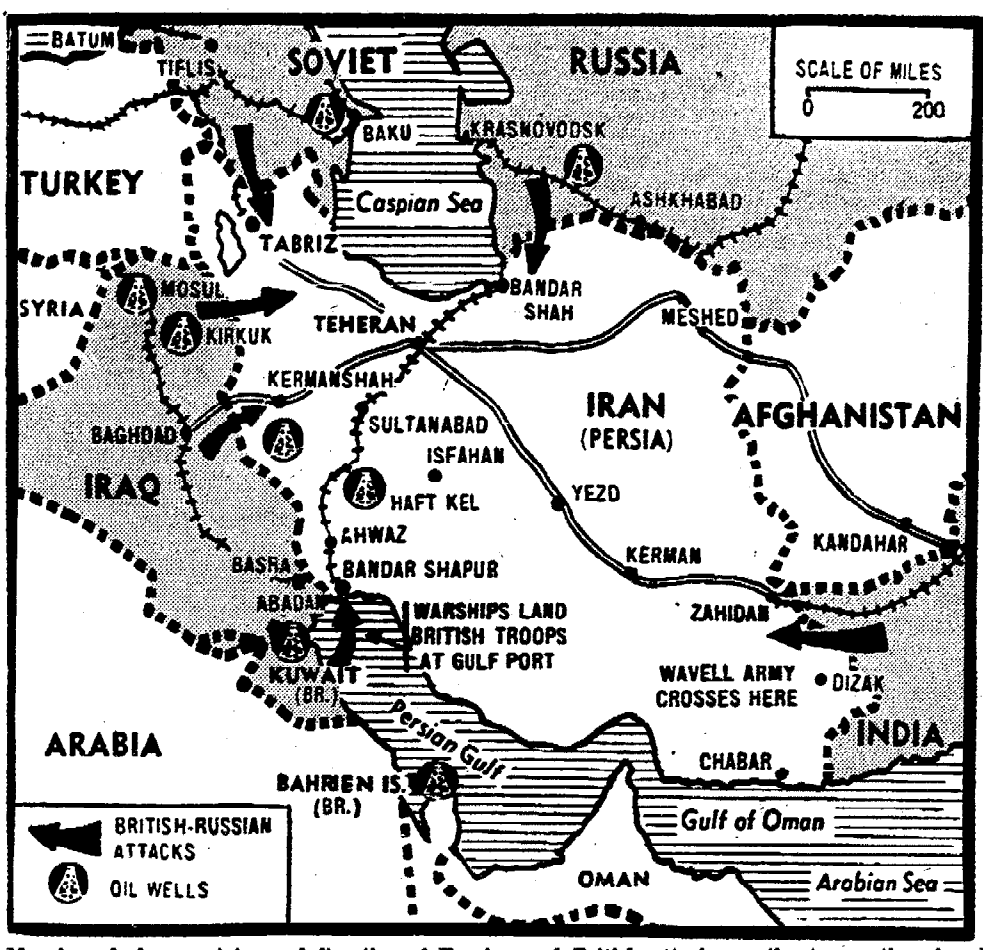 BATUM
SOVIET
RUSSIA
TIFLIS
SCALE OF MILES
0 200
BAKU
KRASNOVODSK
TURKEY
Caspian Sea
ASHKHABAD
TABRIZ
MOSUL
BANDAR
SHAH
SYRIA
KIRKUK
TEHERAN
MESHED
KERMANSHAH
IRAN
(PERSIA)
AFGHANISTAN
BAGHDAD
SULTANABAD
ISFAHAN
IRAQ
HAFT KEL
YEZD
AHWAZ
KANDAHAR
BASRA
BANDAR SHAPUR
KERMAN
ABADAN
ZAHIDAN
WARSHIPS LAND
BRITISH TROOPS
AT GULF PORT
KUWAIT
(BR.)
WAVELL ARMY
CROSSES HERE
DIZAK
Persian Gulf
ARABIA
INDIA
CHABAR
BAHRIEN IS.
(BR.)
Gulf of Oman
BRITISH-RUSSIAN
ATTACKS
OIL WELLS
OMAN
Arabian Sea